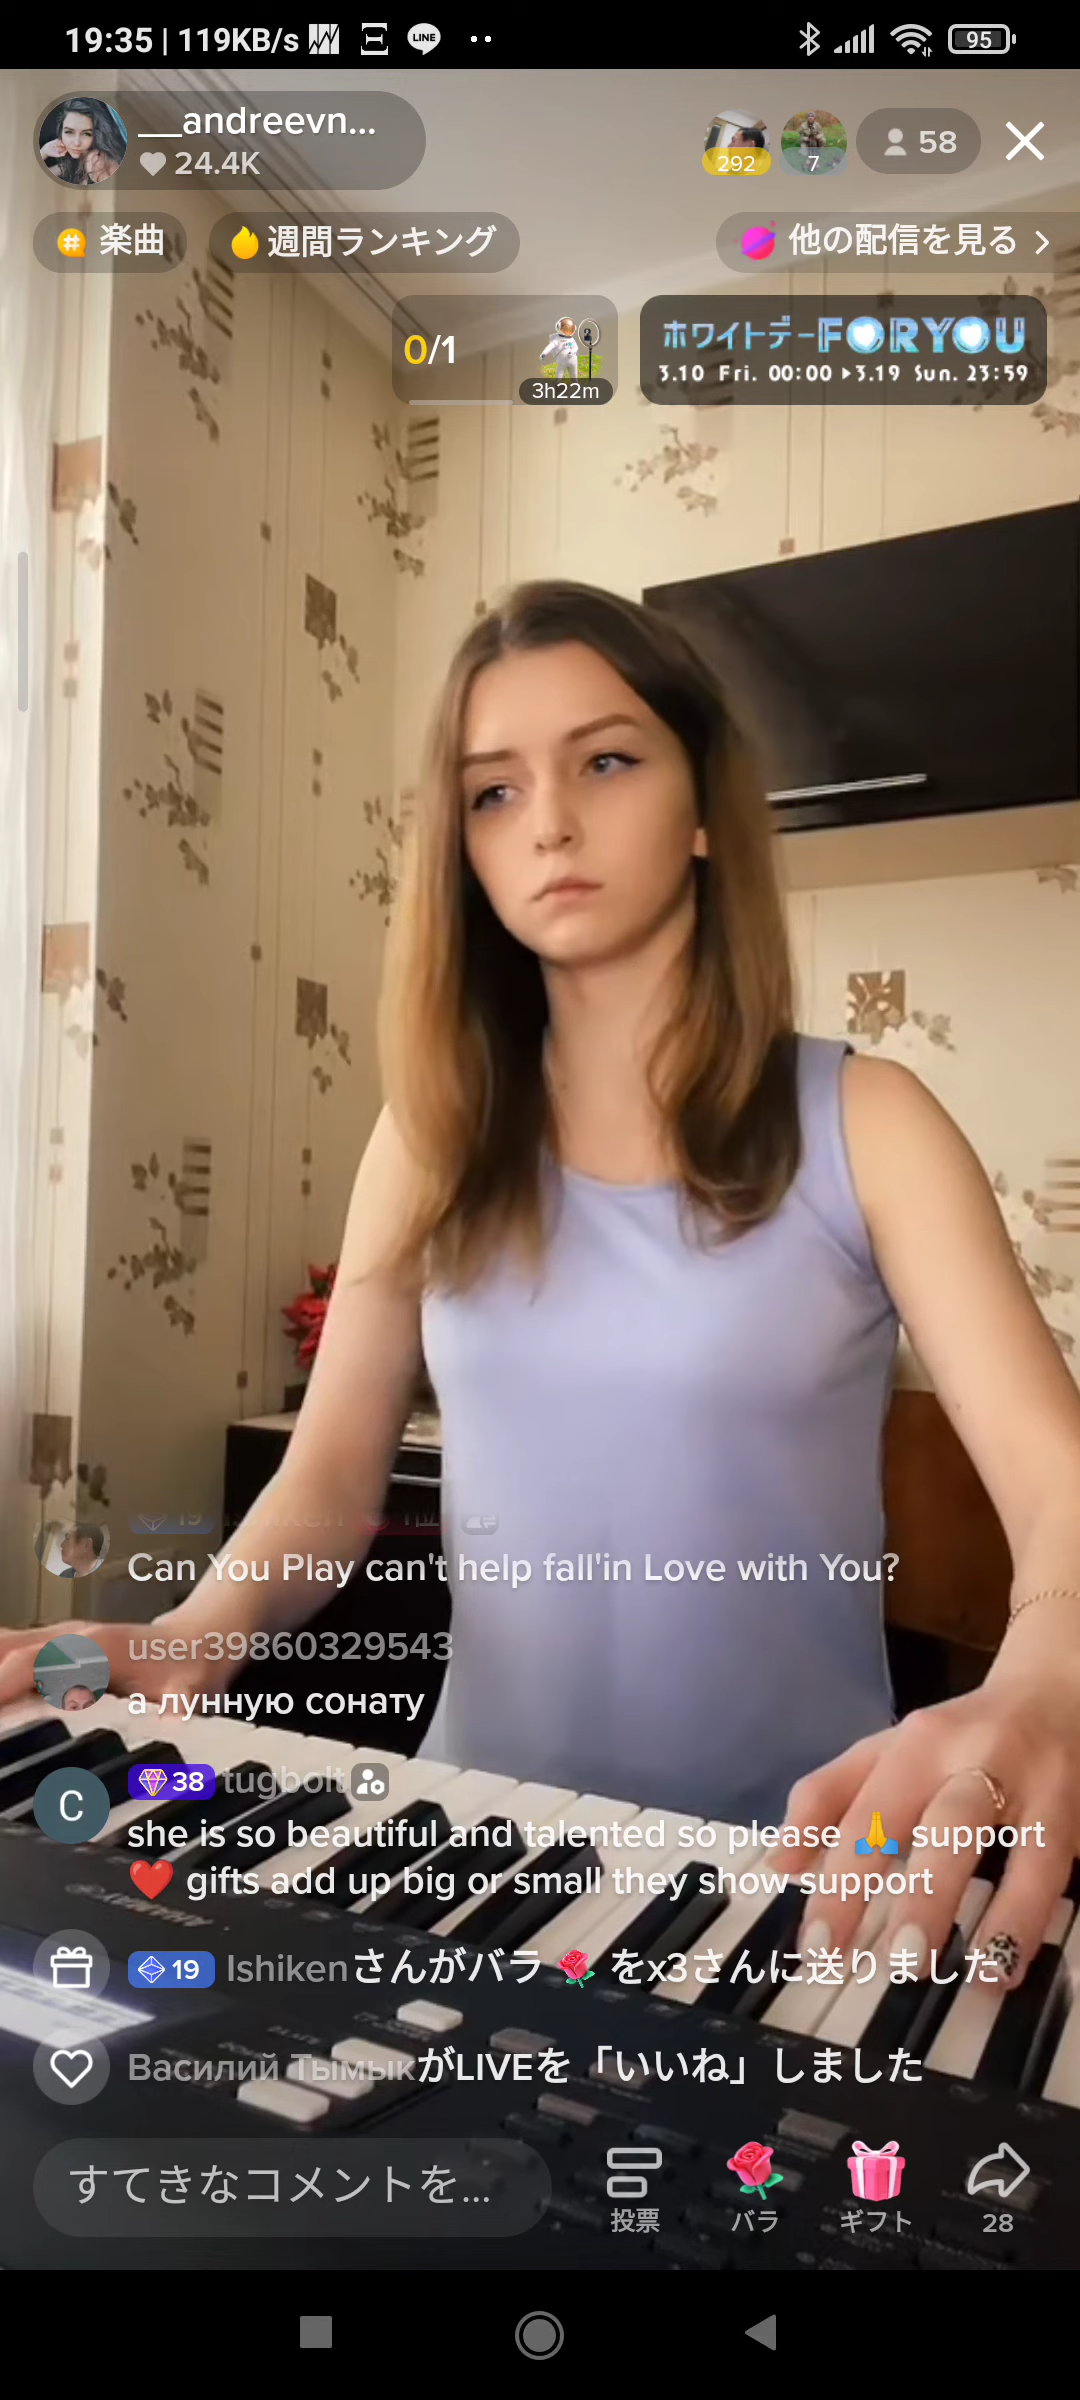 19:35 | 119KB/s LINE 95
__andreevn...
24.4K
292
7
58
楽曲
週間ランキング
他の配信を見る
0/1
3h22m
ホワイトデーFORYOU
3.10 Fri. 00:00 ▶3.19 Sun. 23:59
Can You Play can't help fall'in Love with You?
user39860329543
а лунную сонату
C
38 tugbolt
she is so beautiful and talented so please 🙏 support
❤️ gifts add up big or small they show support
19 Ishikenさんがバラ 🌹 をx3さんに送りました
Василий ТымыкがLIVEを「いいね」しました
すてきなコメントを...
投票
バラ
ギフト
28